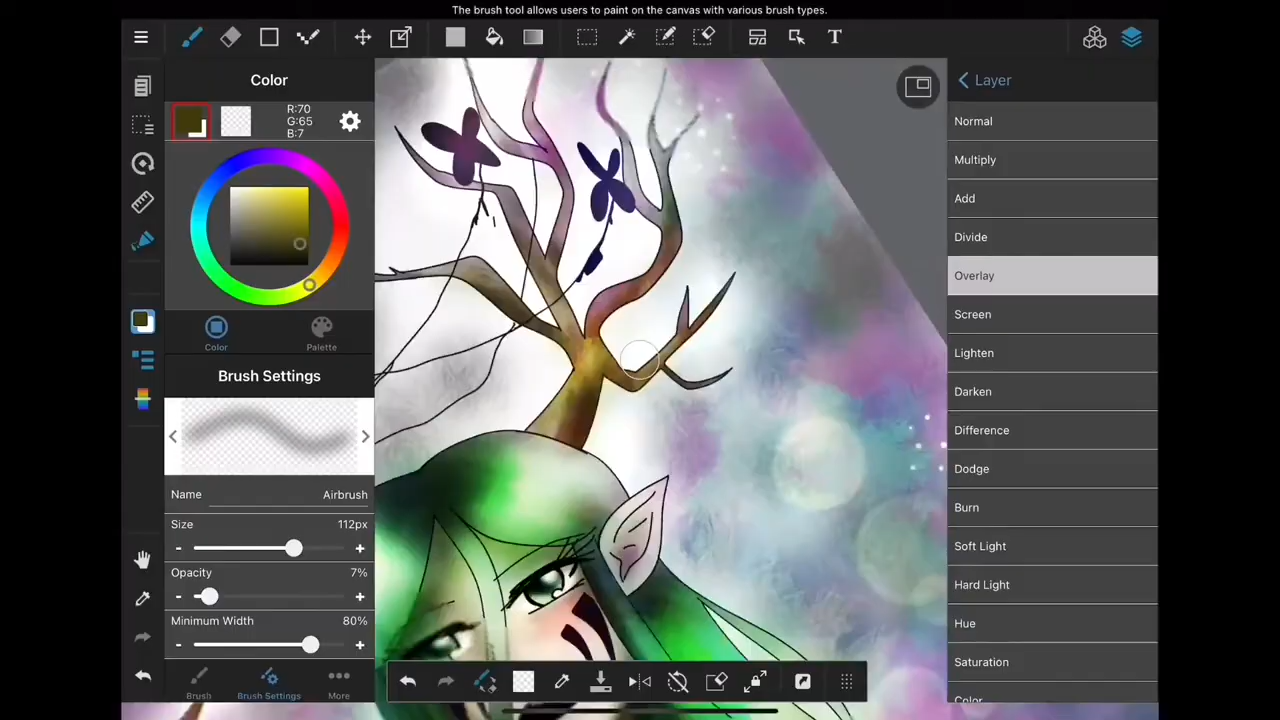 The brush tool allows users to paint on the canvas with various brush types.
T
Color
R:70
G:65
B:7
Color
Palette
Brush Settings
Name Airbrush
Size 112px
- +
Opacity 7%
- +
Minimum Width 80%
- +
Brush
Brush Settings
More
Layer
Normal
Multiply
Add
Divide
Overlay
Screen
Lighten
Darken
Difference
Dodge
Burn
Soft Light
Hard Light
Hue
Saturation
Color